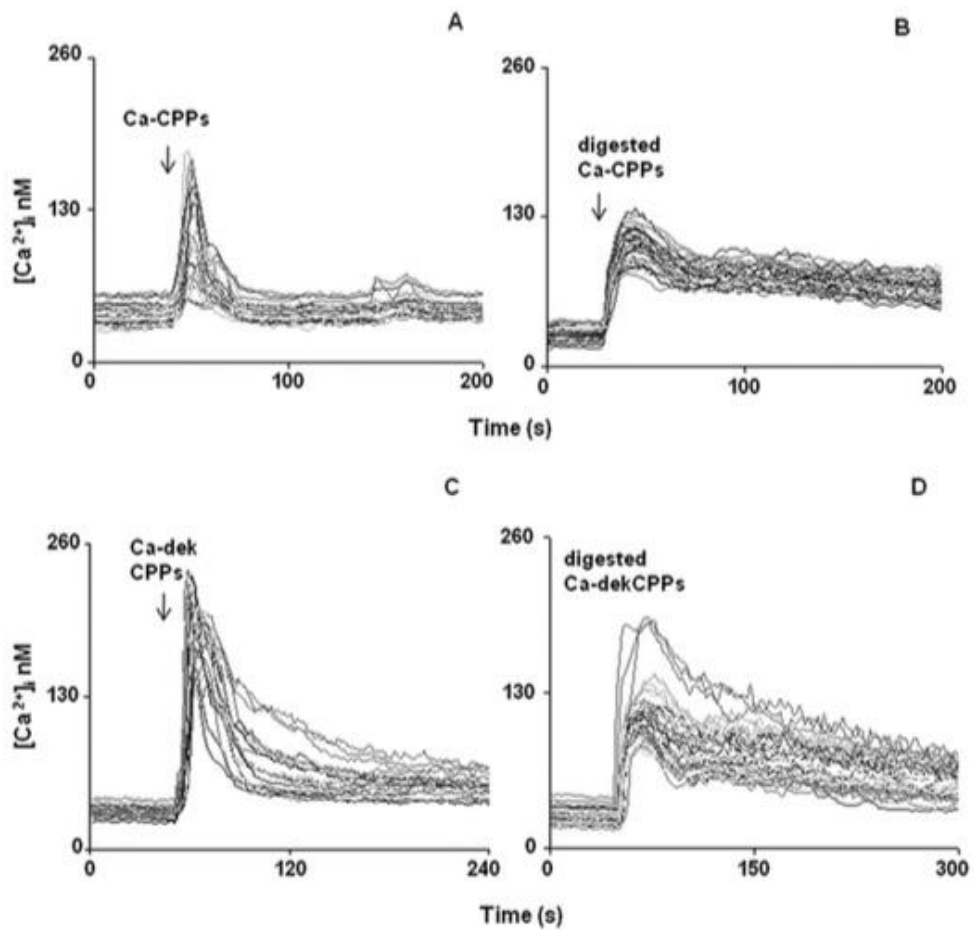 A
260
Ca-CPPs
130
[Ca²⁺]ᵢ nM
0
0 100 200
B
260
digested
Ca-CPPs
130
0
0 100 200
Time (s)
C
260
Ca-dek
CPPs
130
[Ca²⁺]ᵢ nM
0
0 120 240
D
260
digested
Ca-dekCPPs
130
0
0 150 300
Time (s)